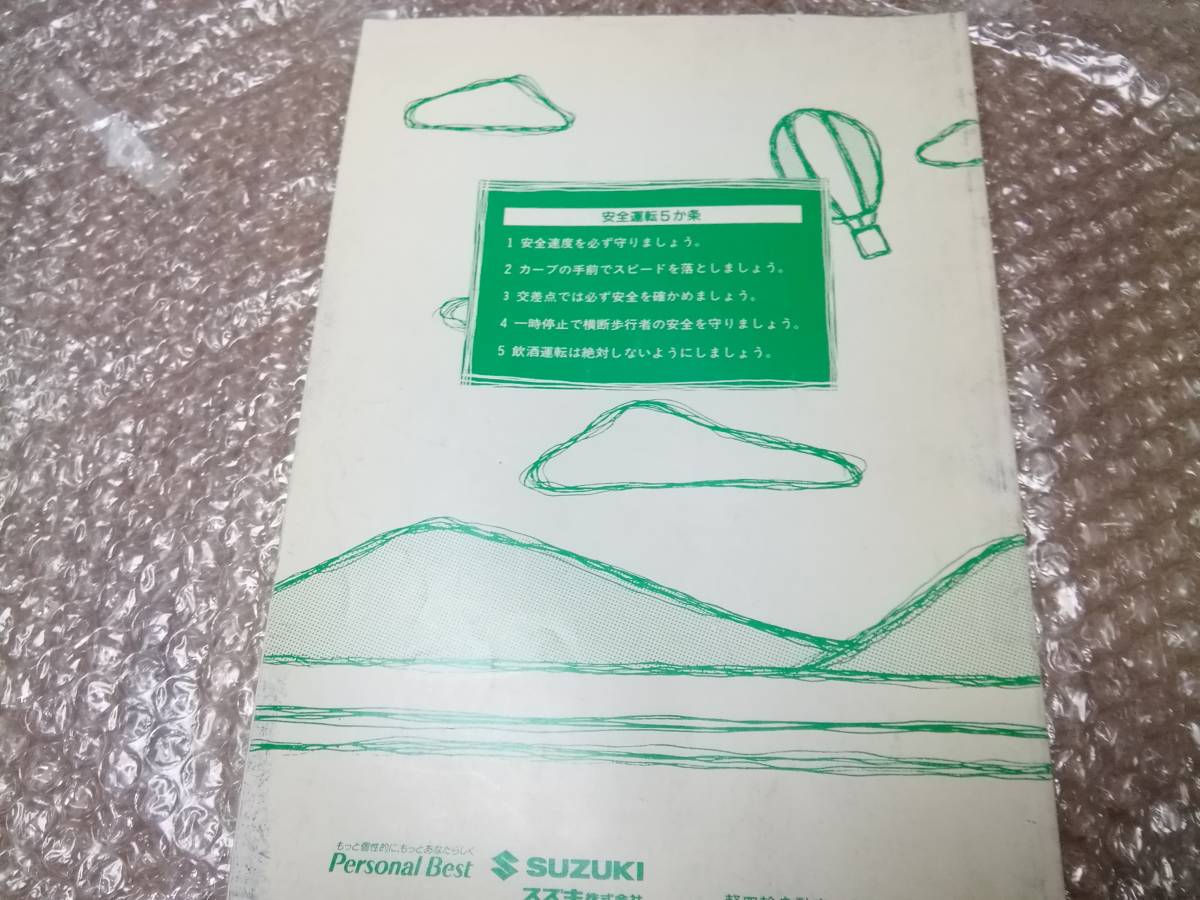 安全運転5か条
1 安全速度を必ず守りましょう。
2 カーブの手前でスピードを落としましょう。
3 交差点では必ず安全を確かめましょう。
4 一時停止で横断歩行者の安全を守りましょう。
5 飲酒運転は絶対しないようにしましょう。
もっと個性的に、もっとあなたらしく
Personal Best SUZUKI
スズキ株式会社